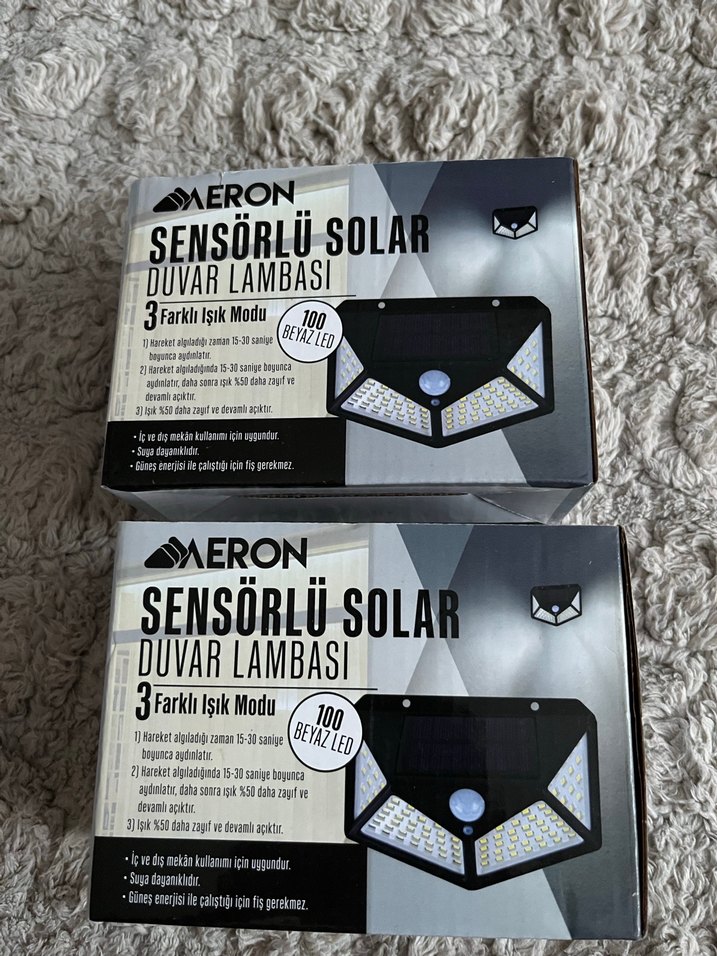 AERON
SENSÖRLÜ SOLAR
DUVAR LAMBASI
3 Farklı Işık Modu
100
BEYAZ LED
1) Hareket algıladığı zaman 15-30 saniye
boyunca aydınlatır.
2) Hareket algıladığında 15-30 saniye boyunca
aydınlatır, daha sonra ışık %50 daha zayıf ve
devamlı açıktır.
3) Işık %50 daha zayıf ve devamlı açıktır.
• İç ve dış mekân kullanımı için uygundur.
• Suya dayanıklıdır.
• Güneş enerjisi ile çalıştığı için fiş gerekmez.
AERON
SENSÖRLÜ SOLAR
DUVAR LAMBASI
3 Farklı Işık Modu
100
BEYAZ LED
1) Hareket algıladığı zaman 15-30 saniye
boyunca aydınlatır.
2) Hareket algıladığında 15-30 saniye boyunca
aydınlatır, daha sonra ışık %50 daha zayıf ve
devamlı açıktır.
3) Işık %50 daha zayıf ve devamlı açıktır.
• İç ve dış mekân kullanımı için uygundur.
• Suya dayanıklıdır.
• Güneş enerjisi ile çalıştığı için fiş gerekmez.